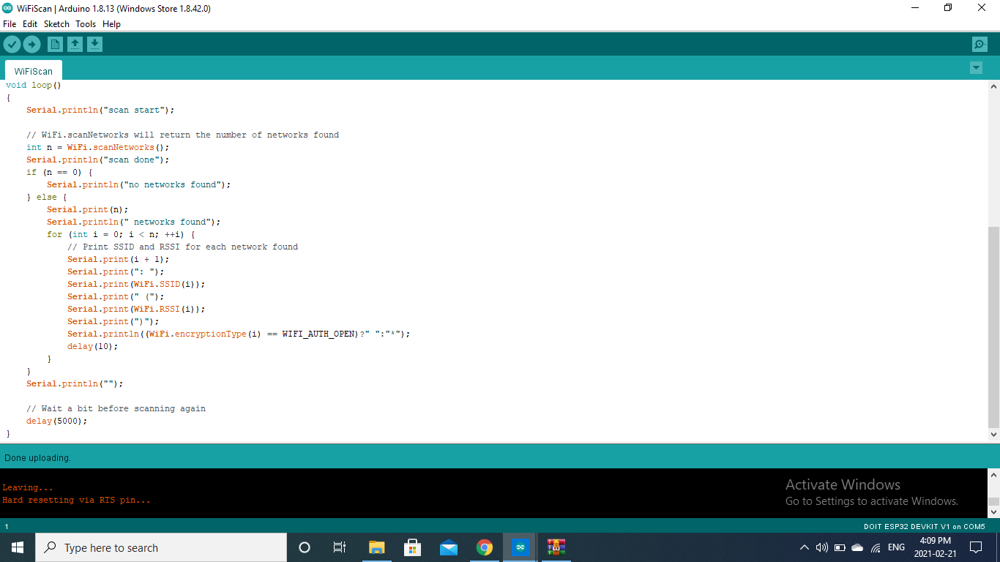 WiFiScan | Arduino 1.8.13 (Windows Store 1.8.42.0)
File Edit Sketch Tools Help
WiFiScan
void loop()
{
    Serial.println("scan start");

    // WiFi.scanNetworks will return the number of networks found
    int n = WiFi.scanNetworks();
    Serial.println("scan done");
    if (n == 0) {
        Serial.println("no networks found");
    } else {
        Serial.print(n);
        Serial.println(" networks found");
        for (int i = 0; i < n; ++i) {
            // Print SSID and RSSI for each network found
            Serial.print(i + 1);
            Serial.print(": ");
            Serial.print(WiFi.SSID(i));
            Serial.print(" (");
            Serial.print(WiFi.RSSI(i));
            Serial.print(")");
            Serial.println((WiFi.encryptionType(i) == WIFI_AUTH_OPEN)?" ":"*");
            delay(10);
        }
    }
    Serial.println("");

    // Wait a bit before scanning again
    delay(5000);
}
Done uploading.
Leaving...
Hard resetting via RTS pin...
Activate Windows
Go to Settings to activate Windows.
1
DOIT ESP32 DEVKIT V1 on COM5
Type here to search
ENG
4:09 PM
2021-02-21